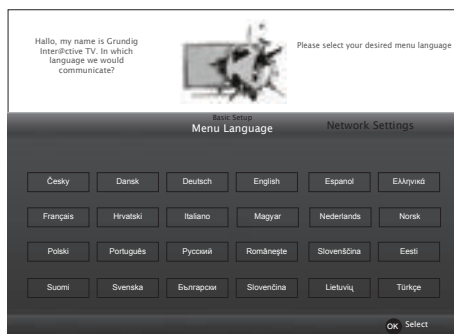 Hallo, my name is Grundig
Inter@ctive TV. In which
language we would
communicate?
Please select your desired menu language
Basic Setup
Menu Language
Network Settings
Česky Dansk Deutsch English Espanol Ελληνικά
Français Hrvatski Italiano Magyar Nederlands Norsk
Polski Português Русский Româneşte Slovenščina Eesti
Suomi Svenska Български Slovenčina Lietuvių Türkçe
OK Select